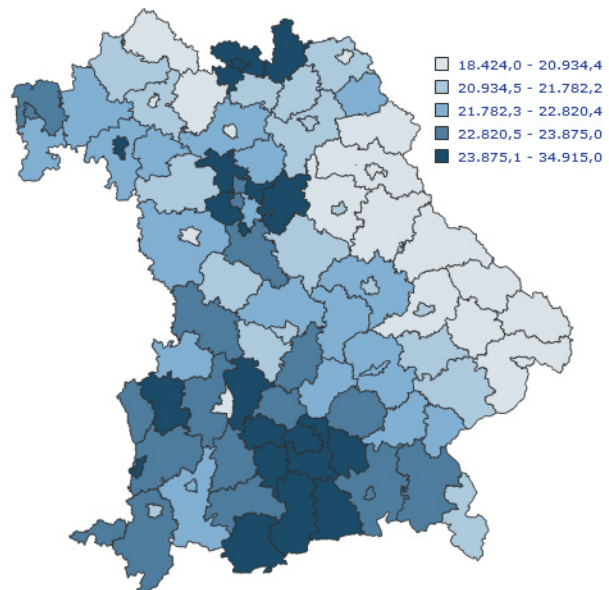 18.424,0 - 20.934,4
20.934,5 - 21.782,2
21.782,3 - 22.820,4
22.820,5 - 23.875,0
23.875,1 - 34.915,0